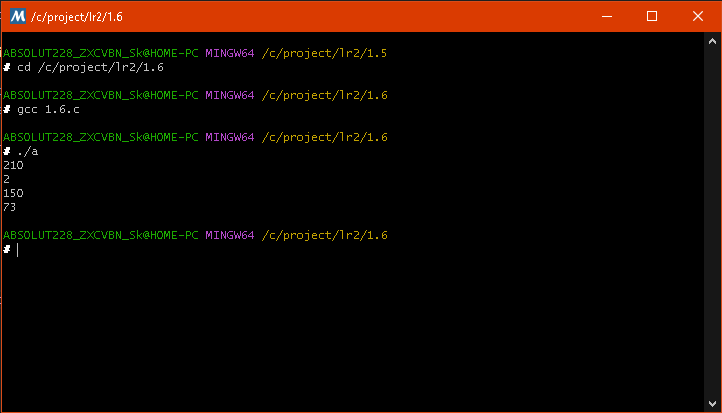 /c/project/lr2/1.6
ABSOLUT228_ZXCVBN_Sk@HOME-PC MINGW64 /c/project/lr2/1.5
# cd /c/project/lr2/1.6
ABSOLUT228_ZXCVBN_Sk@HOME-PC MINGW64 /c/project/lr2/1.6
# gcc 1.6.c
ABSOLUT228_ZXCVBN_Sk@HOME-PC MINGW64 /c/project/lr2/1.6
# ./a
210
2
150
73
ABSOLUT228_ZXCVBN_Sk@HOME-PC MINGW64 /c/project/lr2/1.6
#